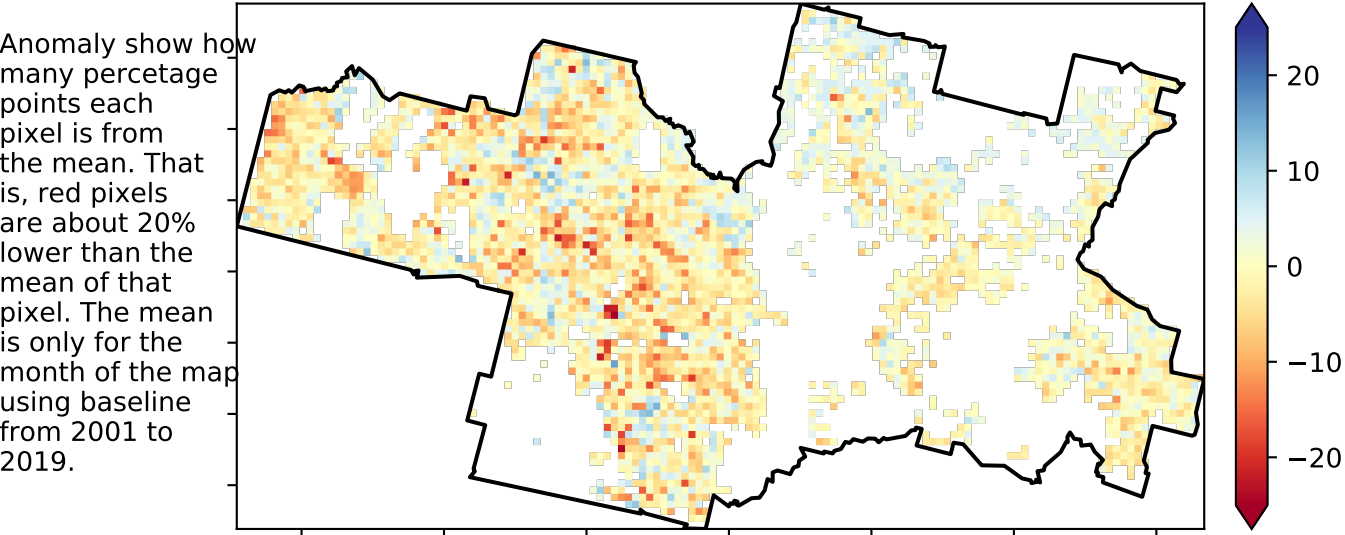 Anomaly show how
many percetage
points each
pixel is from
the mean. That
is, red pixels
are about 20%
lower than the
mean of that
pixel. The mean
is only for the
month of the map
using baseline
from 2001 to
2019.
20
10
0
−10
−20